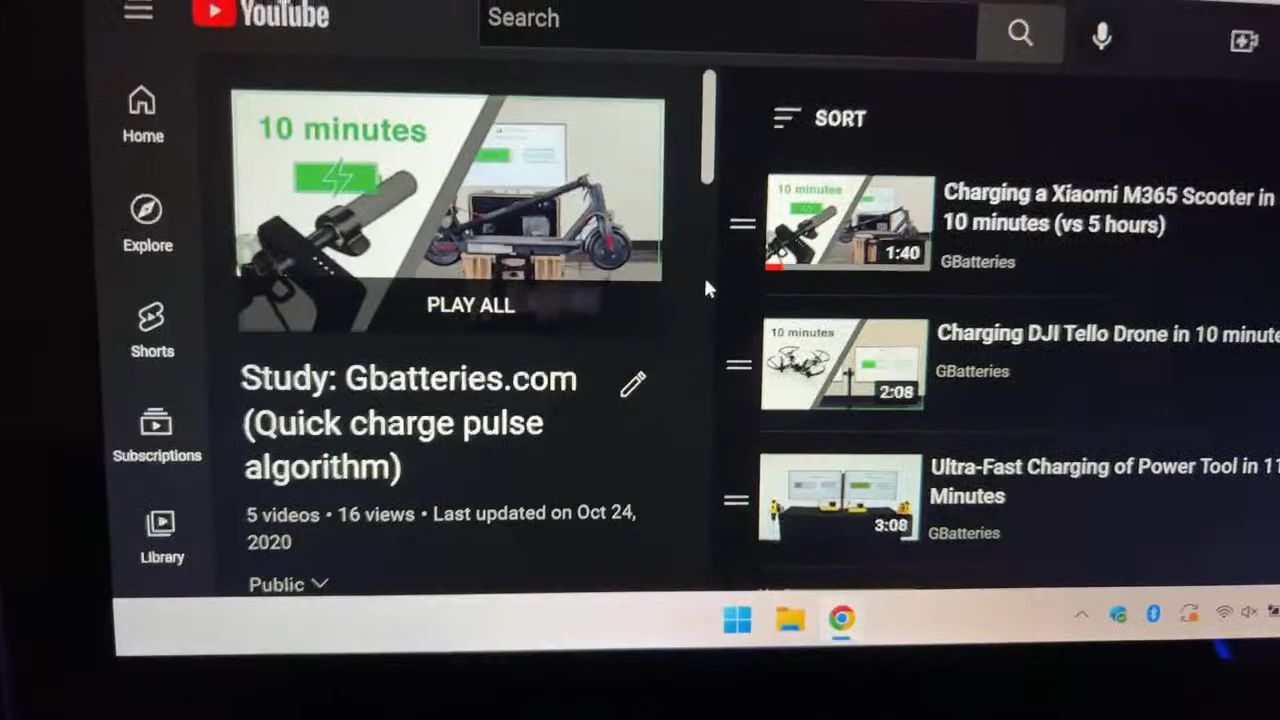 YouTube
Search
Home
Explore
Shorts
Subscriptions
Library
10 minutes
PLAY ALL
Study: Gbatteries.com
(Quick charge pulse
algorithm)
5 videos • 16 views • Last updated on Oct 24,
2020
Public
SORT
10 minutes
1:40
Charging a Xiaomi M365 Scooter in
10 minutes (vs 5 hours)
GBatteries
10 minutes
2:08
Charging DJI Tello Drone in 10 minute
GBatteries
3:08
Ultra-Fast Charging of Power Tool in 11
Minutes
GBatteries